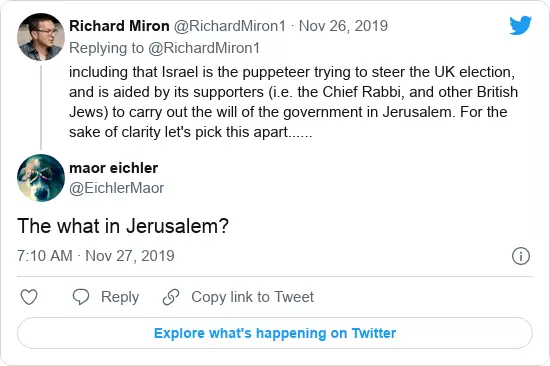 Richard Miron @RichardMiron1 · Nov 26, 2019
Replying to @RichardMiron1
including that Israel is the puppeteer trying to steer the UK election,
and is aided by its supporters (i.e. the Chief Rabbi, and other British
Jews) to carry out the will of the government in Jerusalem. For the
sake of clarity let's pick this apart......
maor eichler
@EichlerMaor
The what in Jerusalem?
7:10 AM · Nov 27, 2019
Reply Copy link to Tweet
Explore what's happening on Twitter